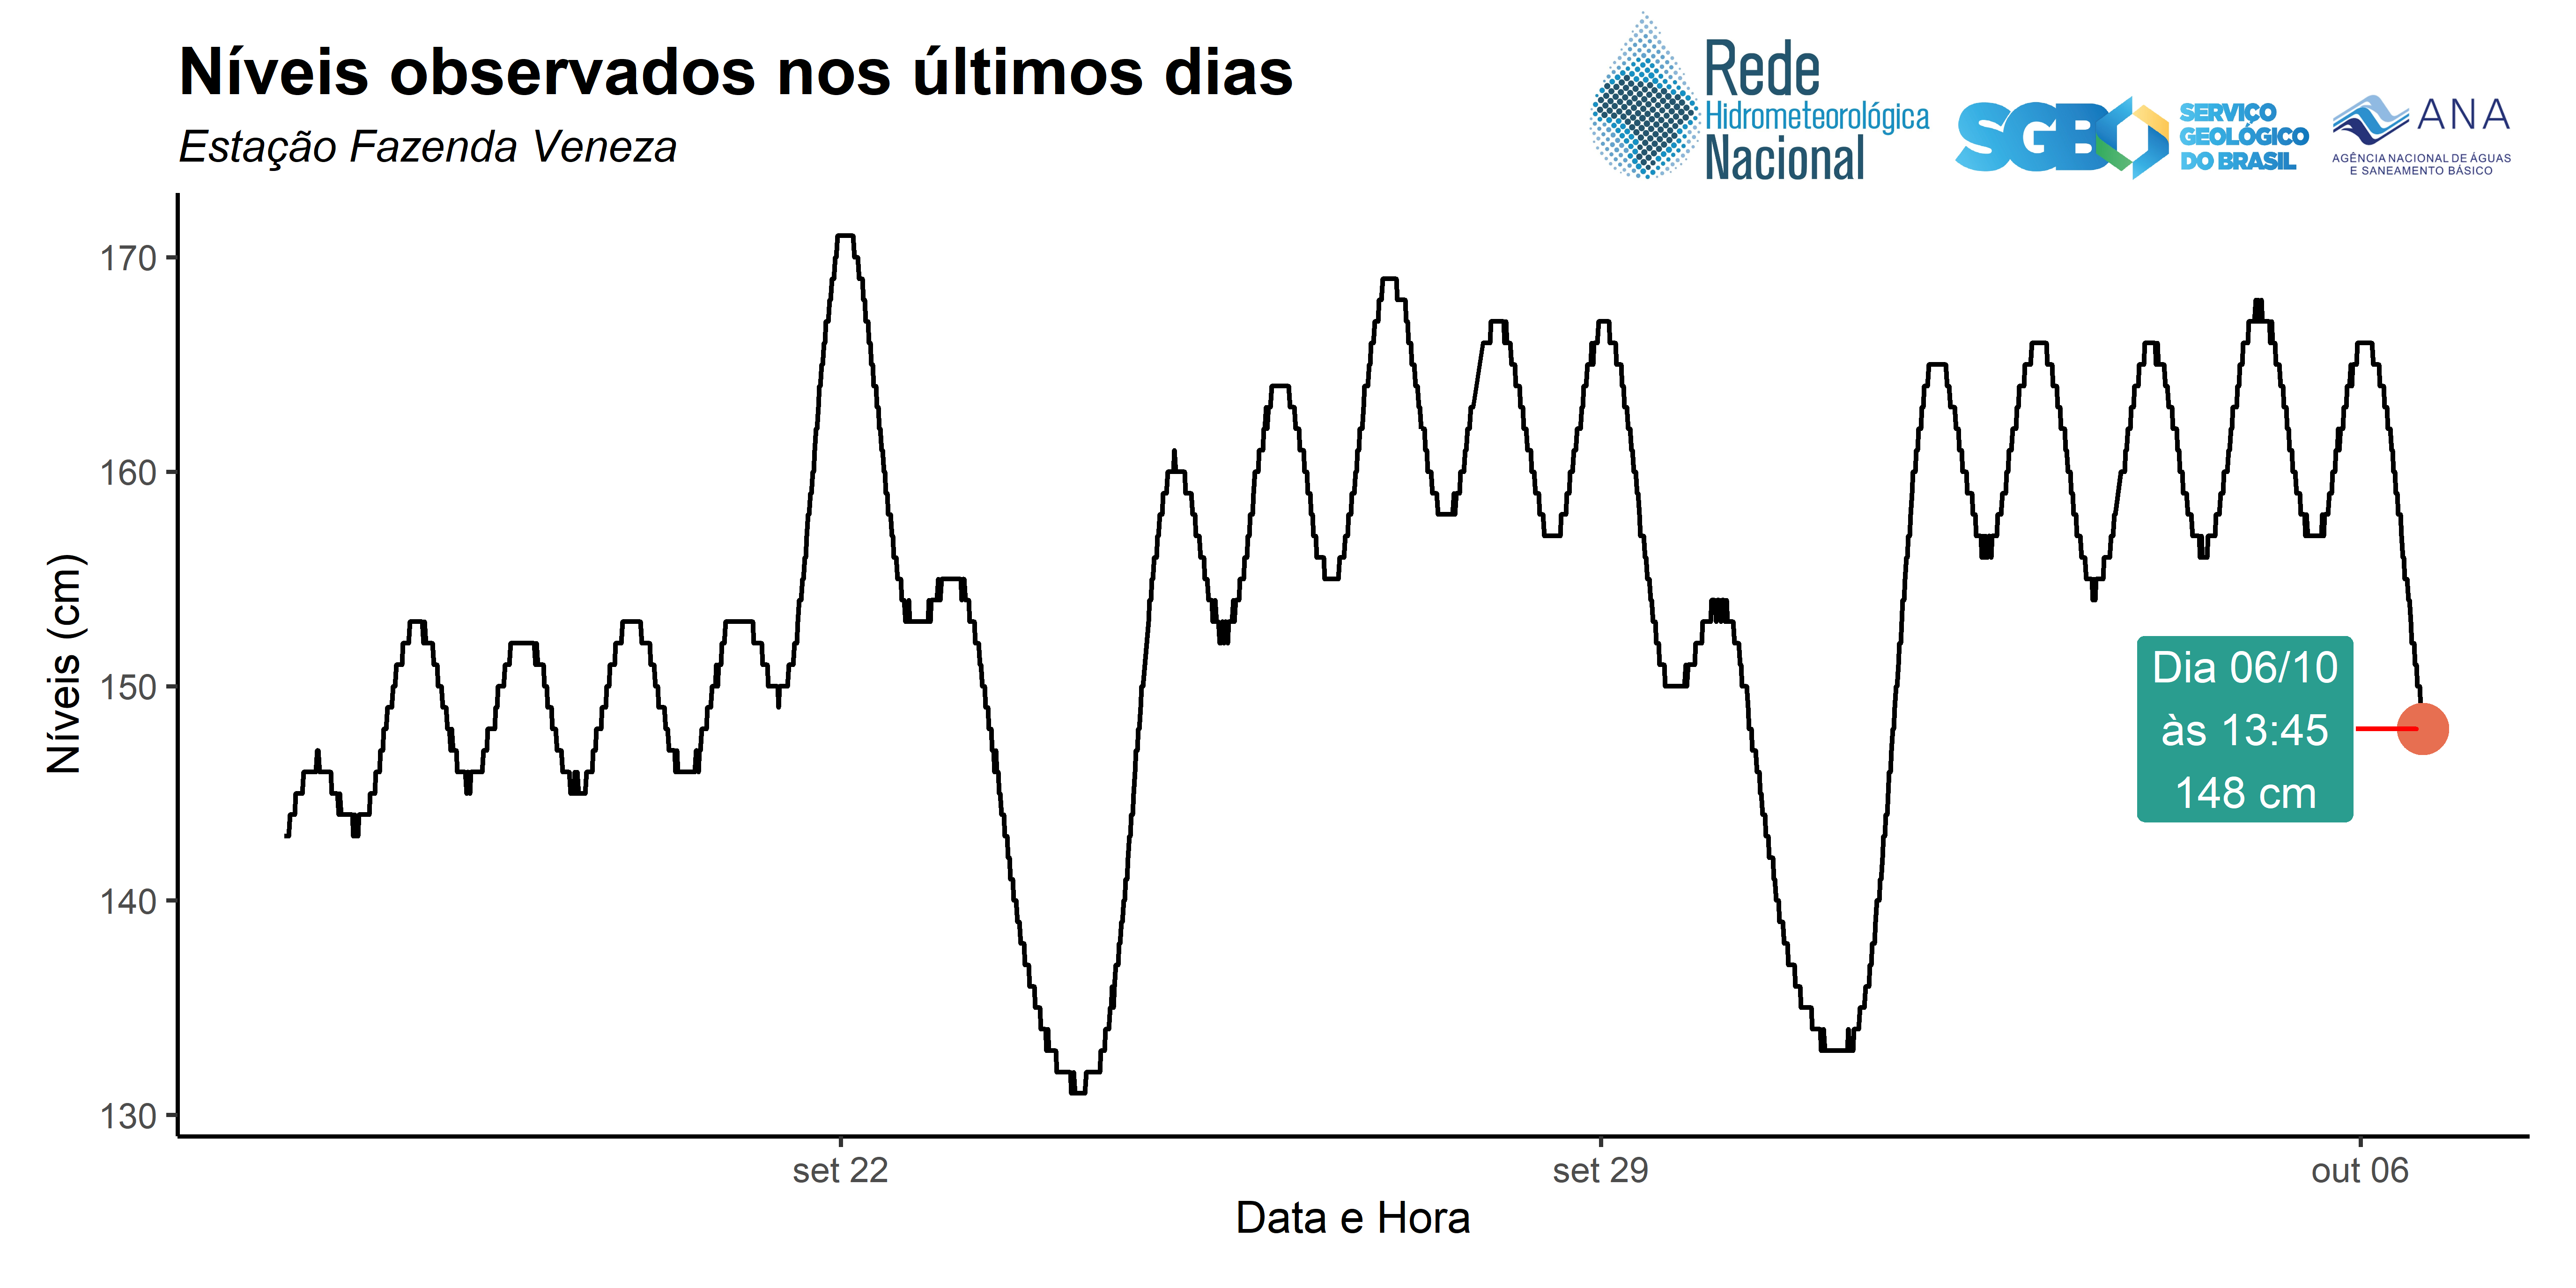 Níveis observados nos últimos dias
Estação Fazenda Veneza
Rede
Hidrometeorológica
Nacional
SGB
SERVIÇO
GEOLÓGICO
DO BRASIL
ANA
AGÊNCIA NACIONAL DE ÁGUAS
E SANEAMENTO BÁSICO
Níveis (cm)
170
160
150
140
130
Dia 06/10
às 13:45
148 cm
set 22
set 29
out 06
Data e Hora